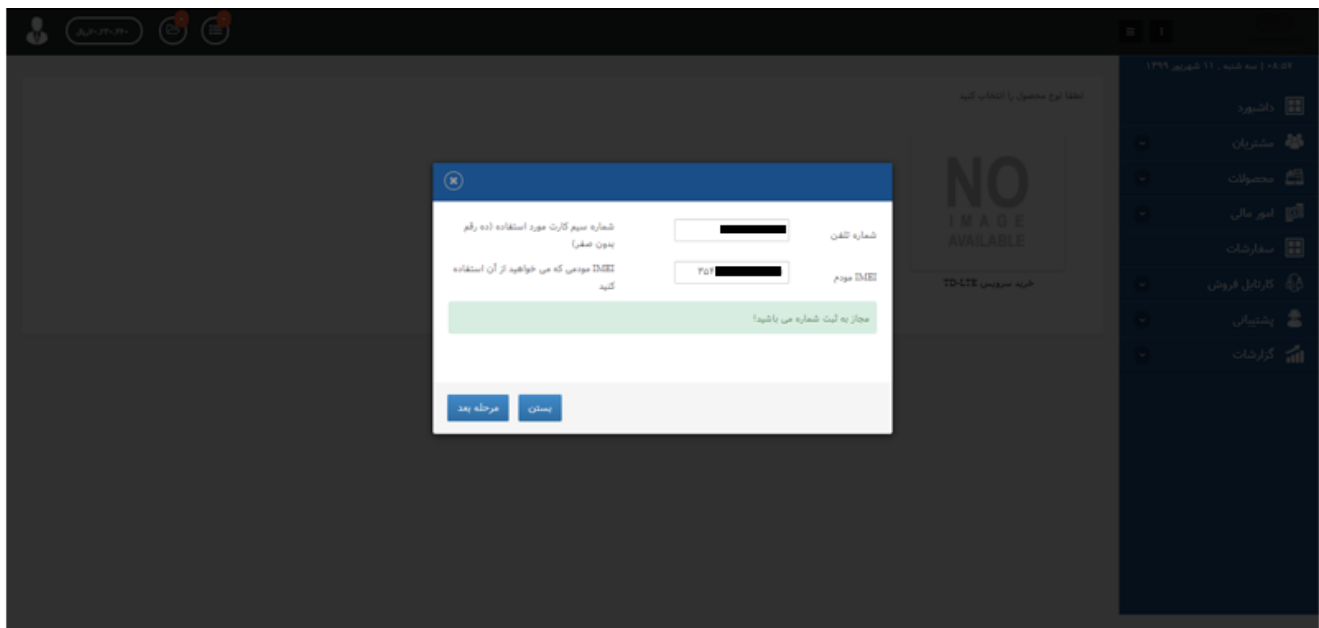 ۰۸:۵۷ | سه شنبه , ۱۱ شهریور ۱۳۹۹
داشبورد
مشتریان
محصولات
امور مالی
سفارشات
کارتابل فروش
پشتیبانی
گزارشات
لطفا نوع محصول را انتخاب کنید
NO
IMAGE
AVAILABLE
خرید سرویس TD-LTE
شماره تلفن
شماره سیم کارت مورد استفاده (ده رقم
بدون صفر)
IMEI مودم
۳۵۴
IMEI مودمی که می خواهید از آن استفاده
کنید
مجاز به ثبت شماره می باشید!
بستن
مرحله بعد